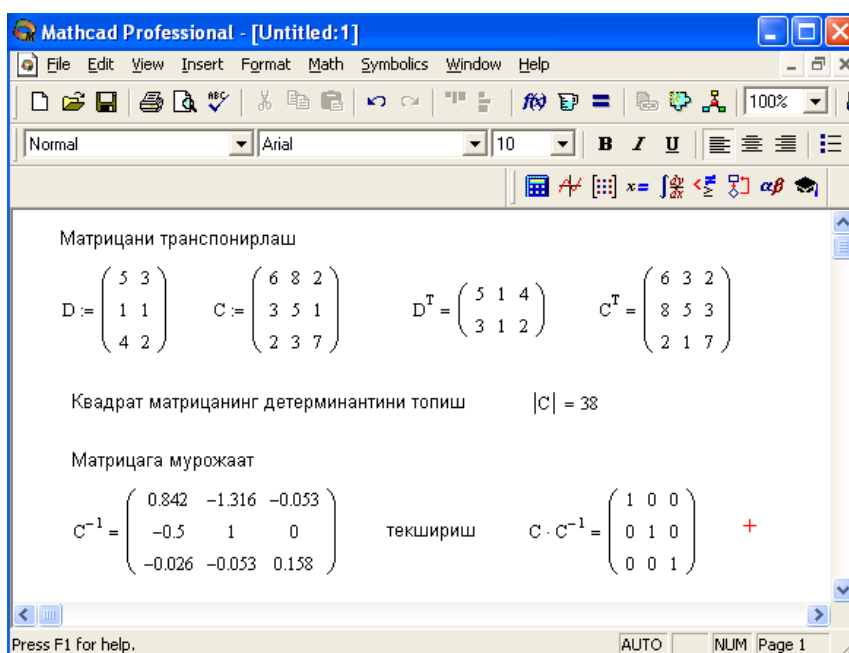 Mathcad Professional - [Untitled:1]
File Edit View Insert Format Math Symbolics Window Help
100%
Normal Arial 10 B I U
Матрицани транспонирлаш
D := ( 5 3 ; 1 1 ; 4 2 ) C := ( 6 8 2 ; 3 5 1 ; 2 3 7 ) D^T = ( 5 1 4 ; 3 1 2 ) C^T = ( 6 3 2 ; 8 5 3 ; 2 1 7 )
Квадрат матрицанинг детерминантини топиш |C| = 38
Матрицага мурожаат
C^-1 = ( 0.842 -1.316 -0.053 ; -0.5 1 0 ; -0.026 -0.053 0.158 ) текшириш C · C^-1 = ( 1 0 0 ; 0 1 0 ; 0 0 1 )
Press F1 for help. AUTO NUM Page 1